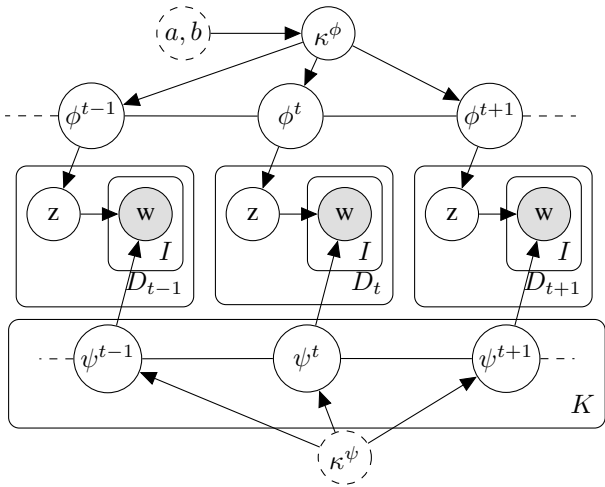 a, b κ^ϕ
ϕ^{t−1} ϕ^t ϕ^{t+1}
z w z w z w
I I I
D_{t−1} D_t D_{t+1}
ψ^{t−1} ψ^t ψ^{t+1}
K
κ^ψ